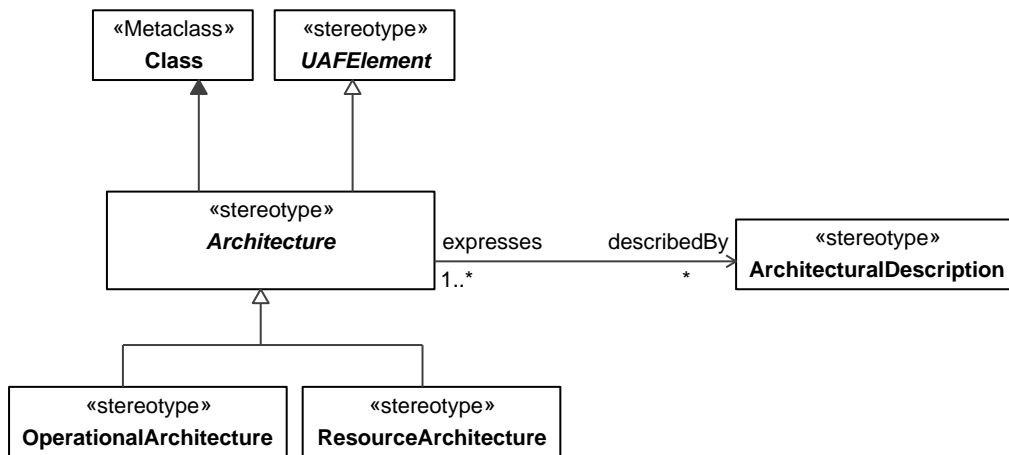 «Metaclass»
Class
«stereotype»
UAFElement
«stereotype»
Architecture
expresses
describedBy
1..*
*
«stereotype»
ArchitecturalDescription
«stereotype»
OperationalArchitecture
«stereotype»
ResourceArchitecture